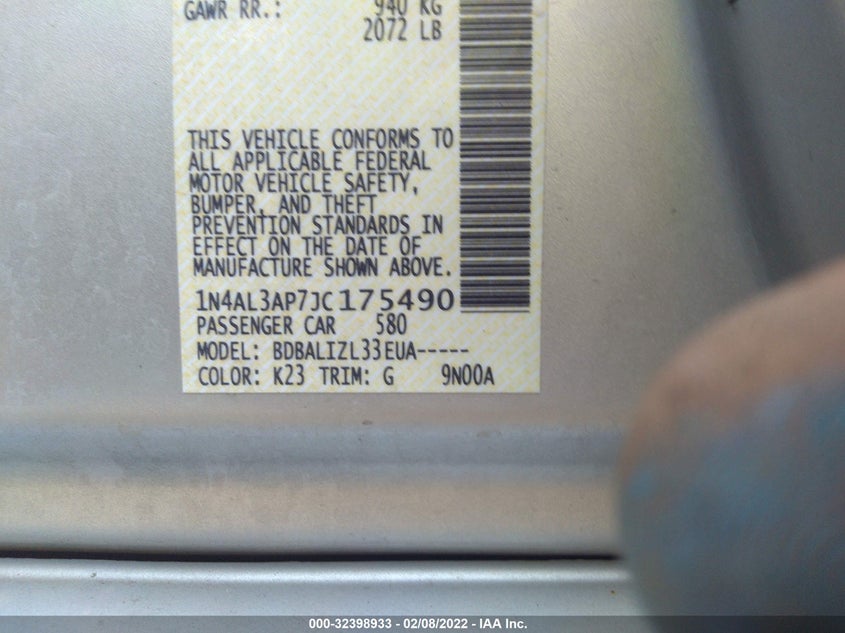 GAWR RR.: 940 KG
2072 LB
THIS VEHICLE CONFORMS TO
ALL APPLICABLE FEDERAL
MOTOR VEHICLE SAFETY,
BUMPER, AND THEFT
PREVENTION STANDARDS IN
EFFECT ON THE DATE OF
MANUFACTURE SHOWN ABOVE.
1N4AL3AP7JC175490
PASSENGER CAR 580
MODEL: BDBALIZL33EUA-----
COLOR: K23 TRIM: G 9N00A
000-32398933 - 02/08/2022 - IAA Inc.